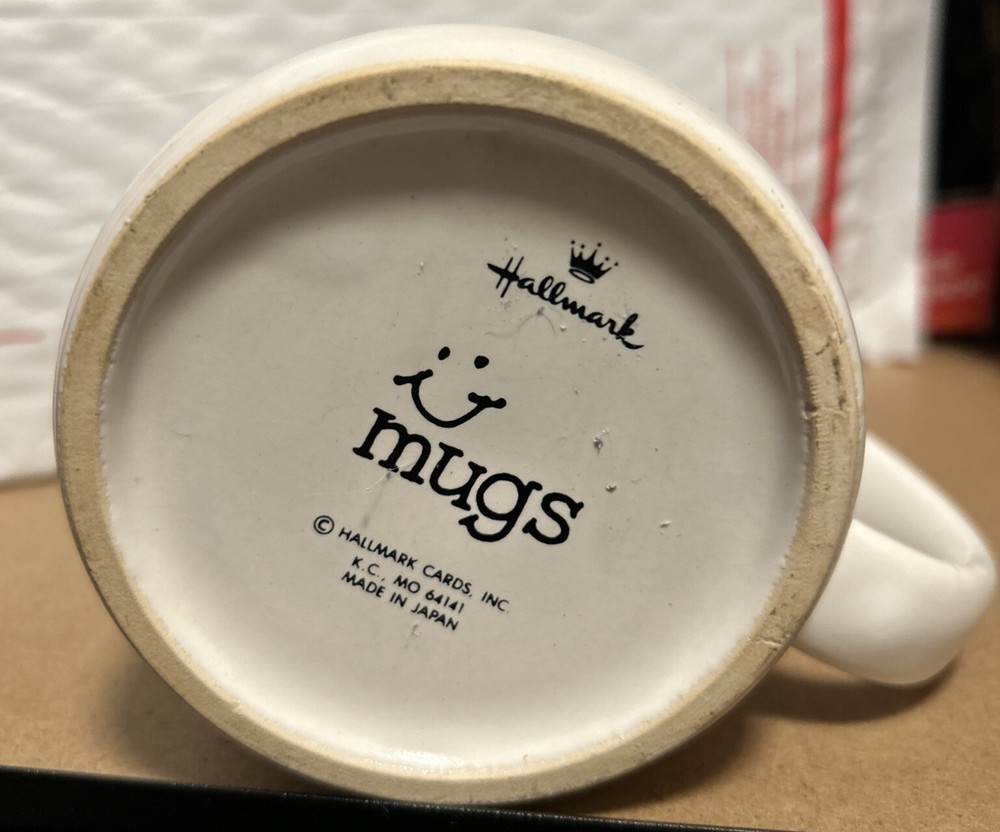 Hallmark
mugs
© HALLMARK CARDS, INC.
K.C., MO 64141
MADE IN JAPAN